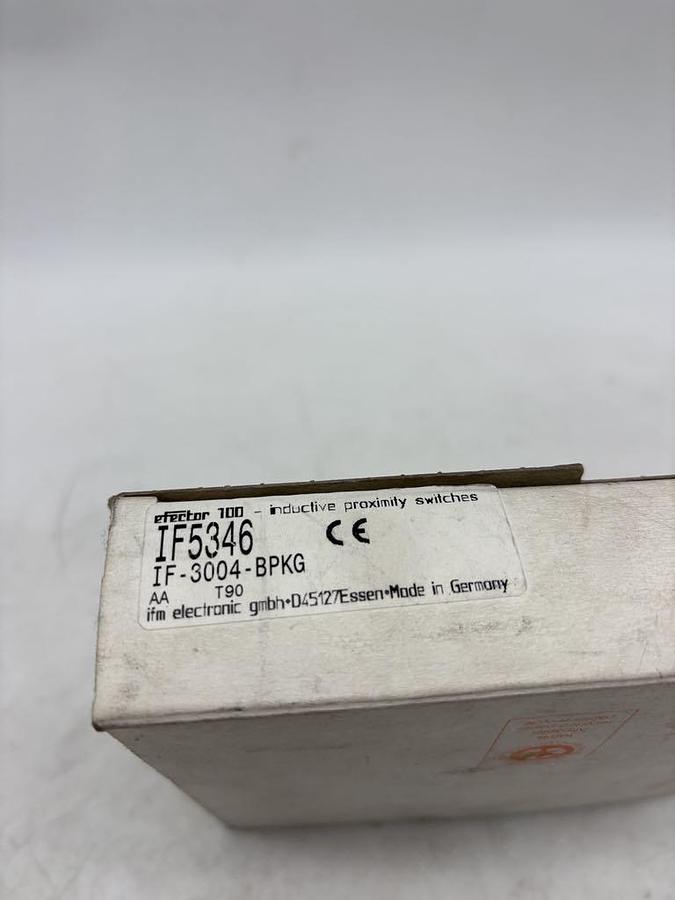 efector 100 - inductive proximity switches
IF5346 CE
IF-3004-BPKG
AA T90
ifm electronic gmbh•D45127Essen•Made in Germany